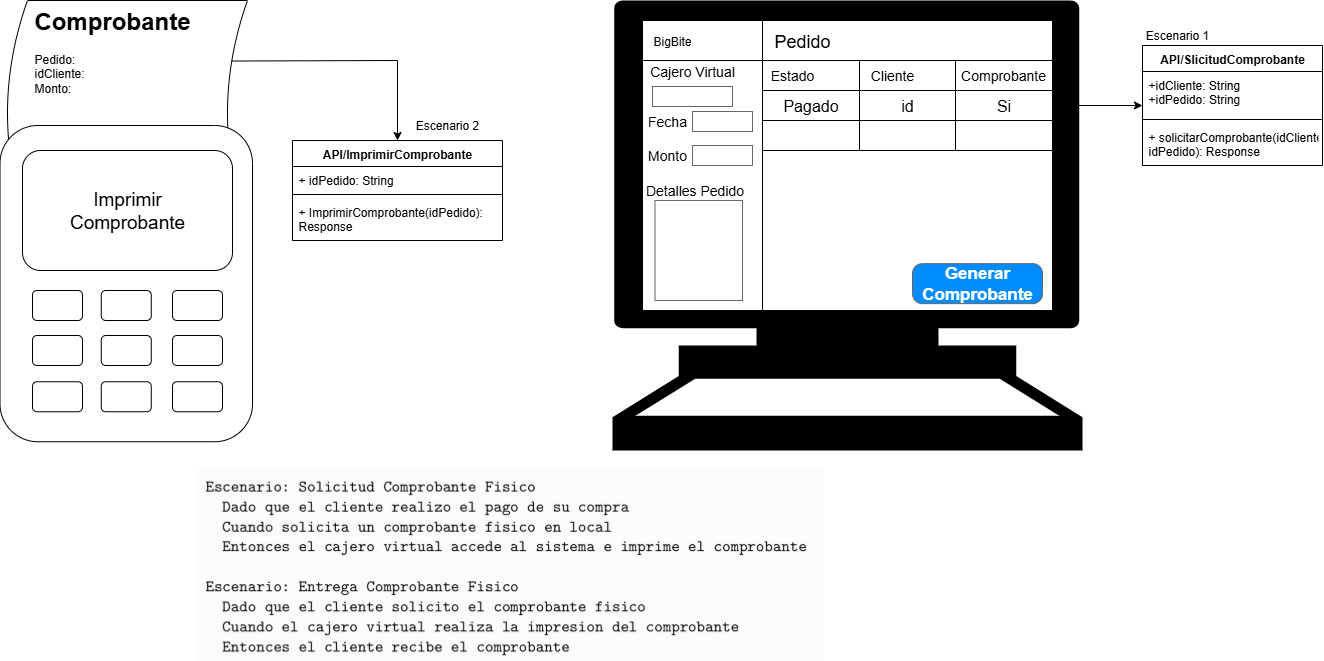 Comprobante
Pedido:
idCliente:
Monto:
Imprimir
Comprobante
Escenario 2
API/ImprimirComprobante
+ idPedido: String
+ ImprimirComprobante(idPedido):
Response
BigBite
Cajero Virtual
Fecha
Monto
Detalles Pedido
Pedido
Estado Cliente Comprobante
Pagado id Si
Generar
Comprobante
Escenario 1
API/SlicitudComprobante
+idCliente: String
+idPedido: String
+ solicitarComprobante(idCliente
idPedido): Response
Escenario: Solicitud Comprobante Fisico
Dado que el cliente realizo el pago de su compra
Cuando solicita un comprobante fisico en local
Entonces el cajero virtual accede al sistema e imprime el comprobante
Escenario: Entrega Comprobante Fisico
Dado que el cliente solicito el comprobante fisico
Cuando el cajero virtual realiza la impresion del comprobante
Entonces el cliente recibe el comprobante